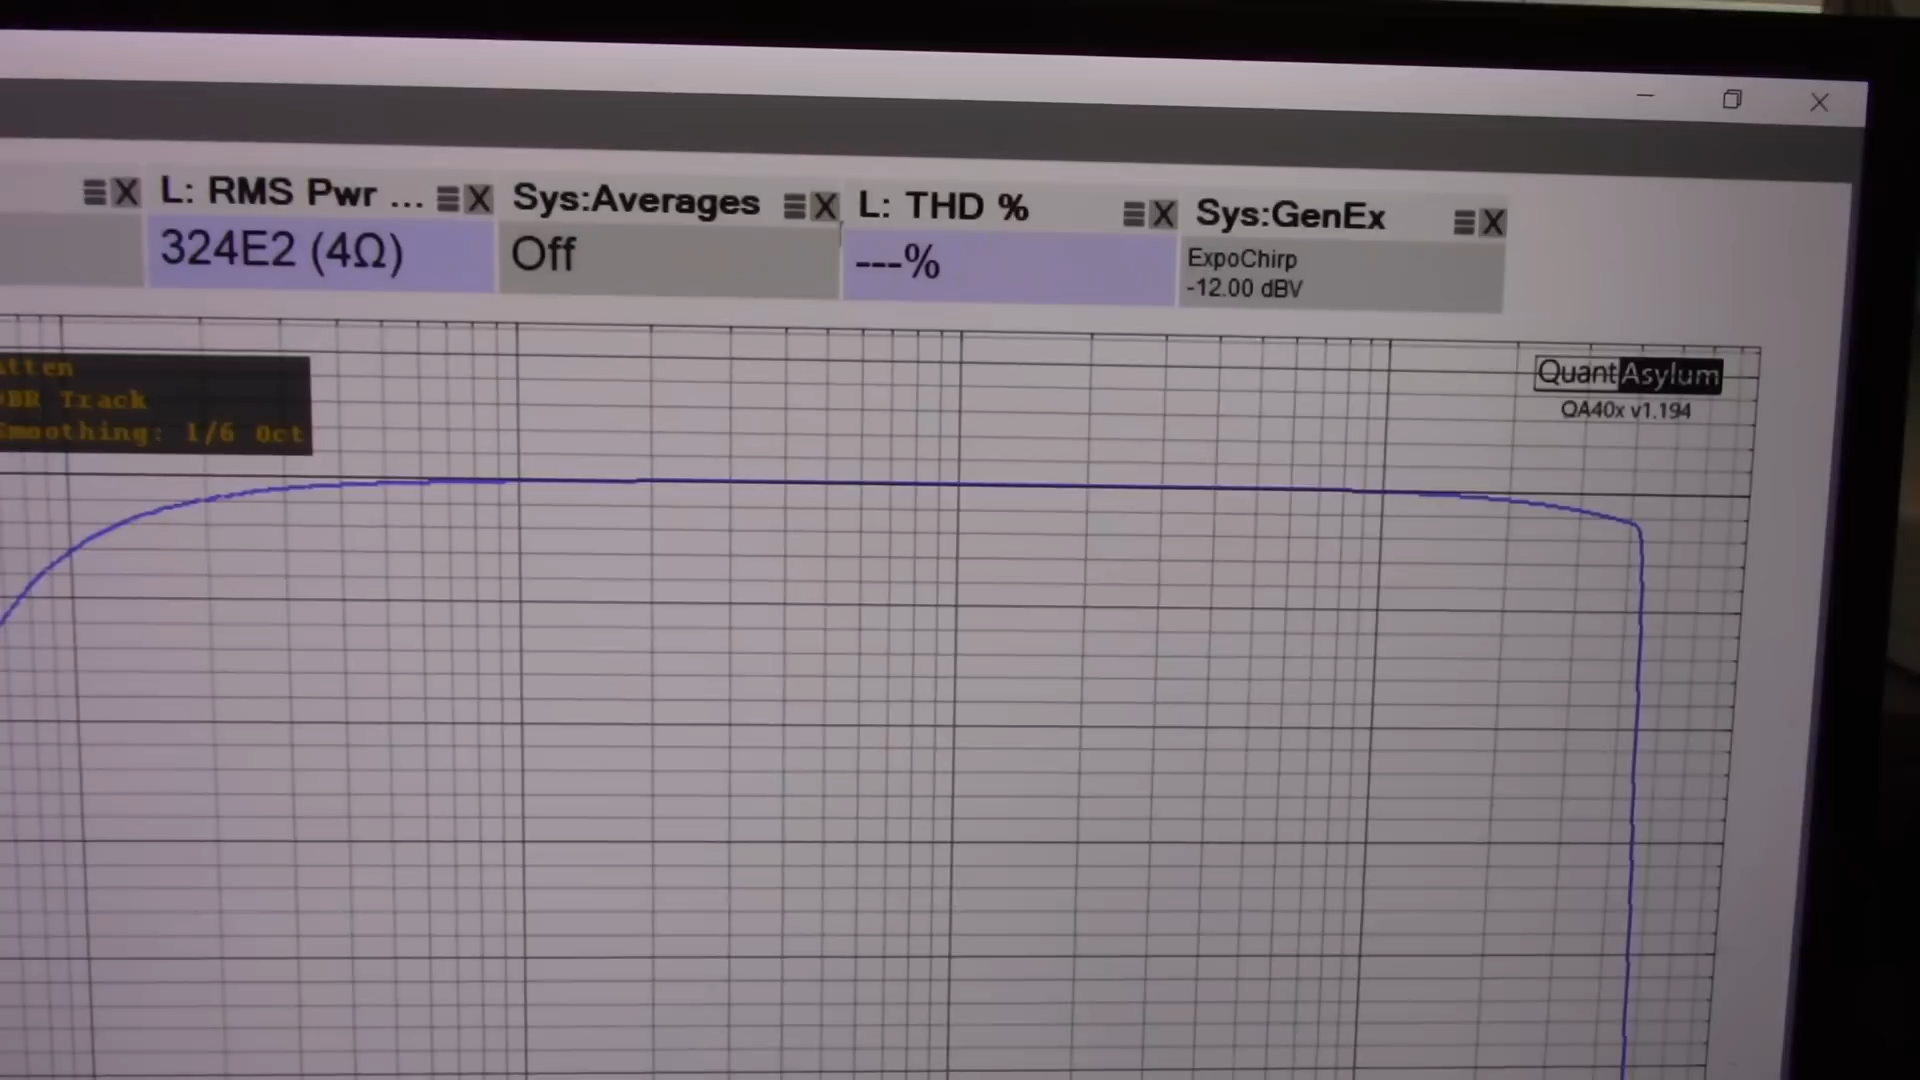 L: RMS Pwr ... Sys:Averages L: THD % Sys:GenEx
324E2 (4Ω) Off ---% ExpoChirp
-12.00 dBV
QuantAsylum
QA40x v1.194
Track
Smoothing: 1/6 Oct